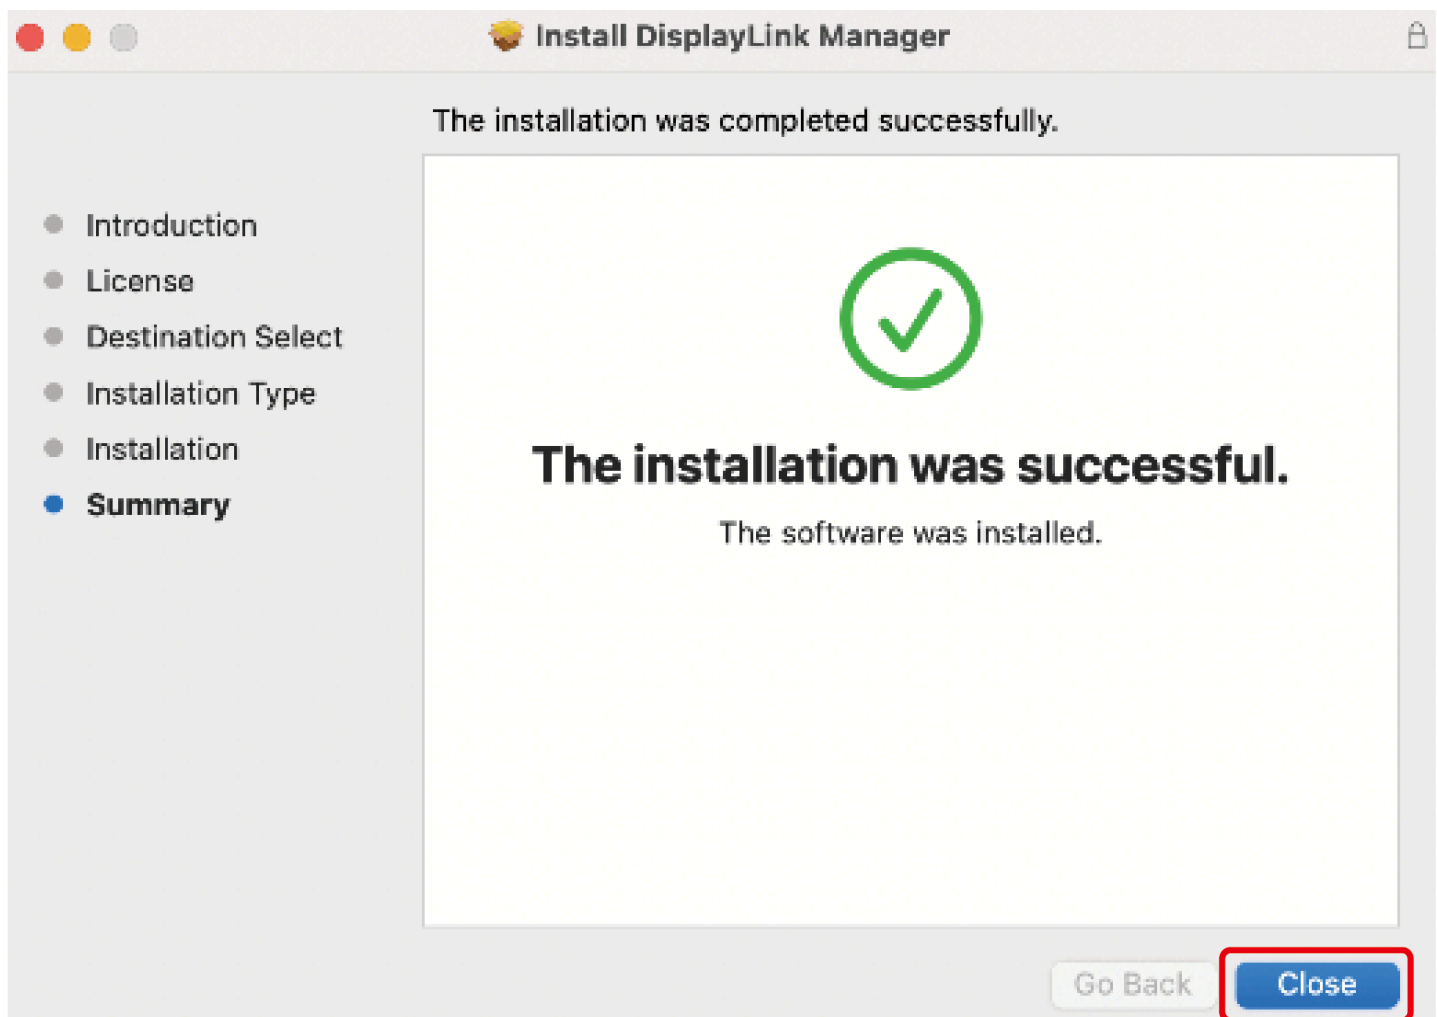 Install DisplayLink Manager
The installation was completed successfully.
Introduction
License
Destination Select
Installation Type
Installation
Summary
The installation was successful.
The software was installed.
Go Back
Close